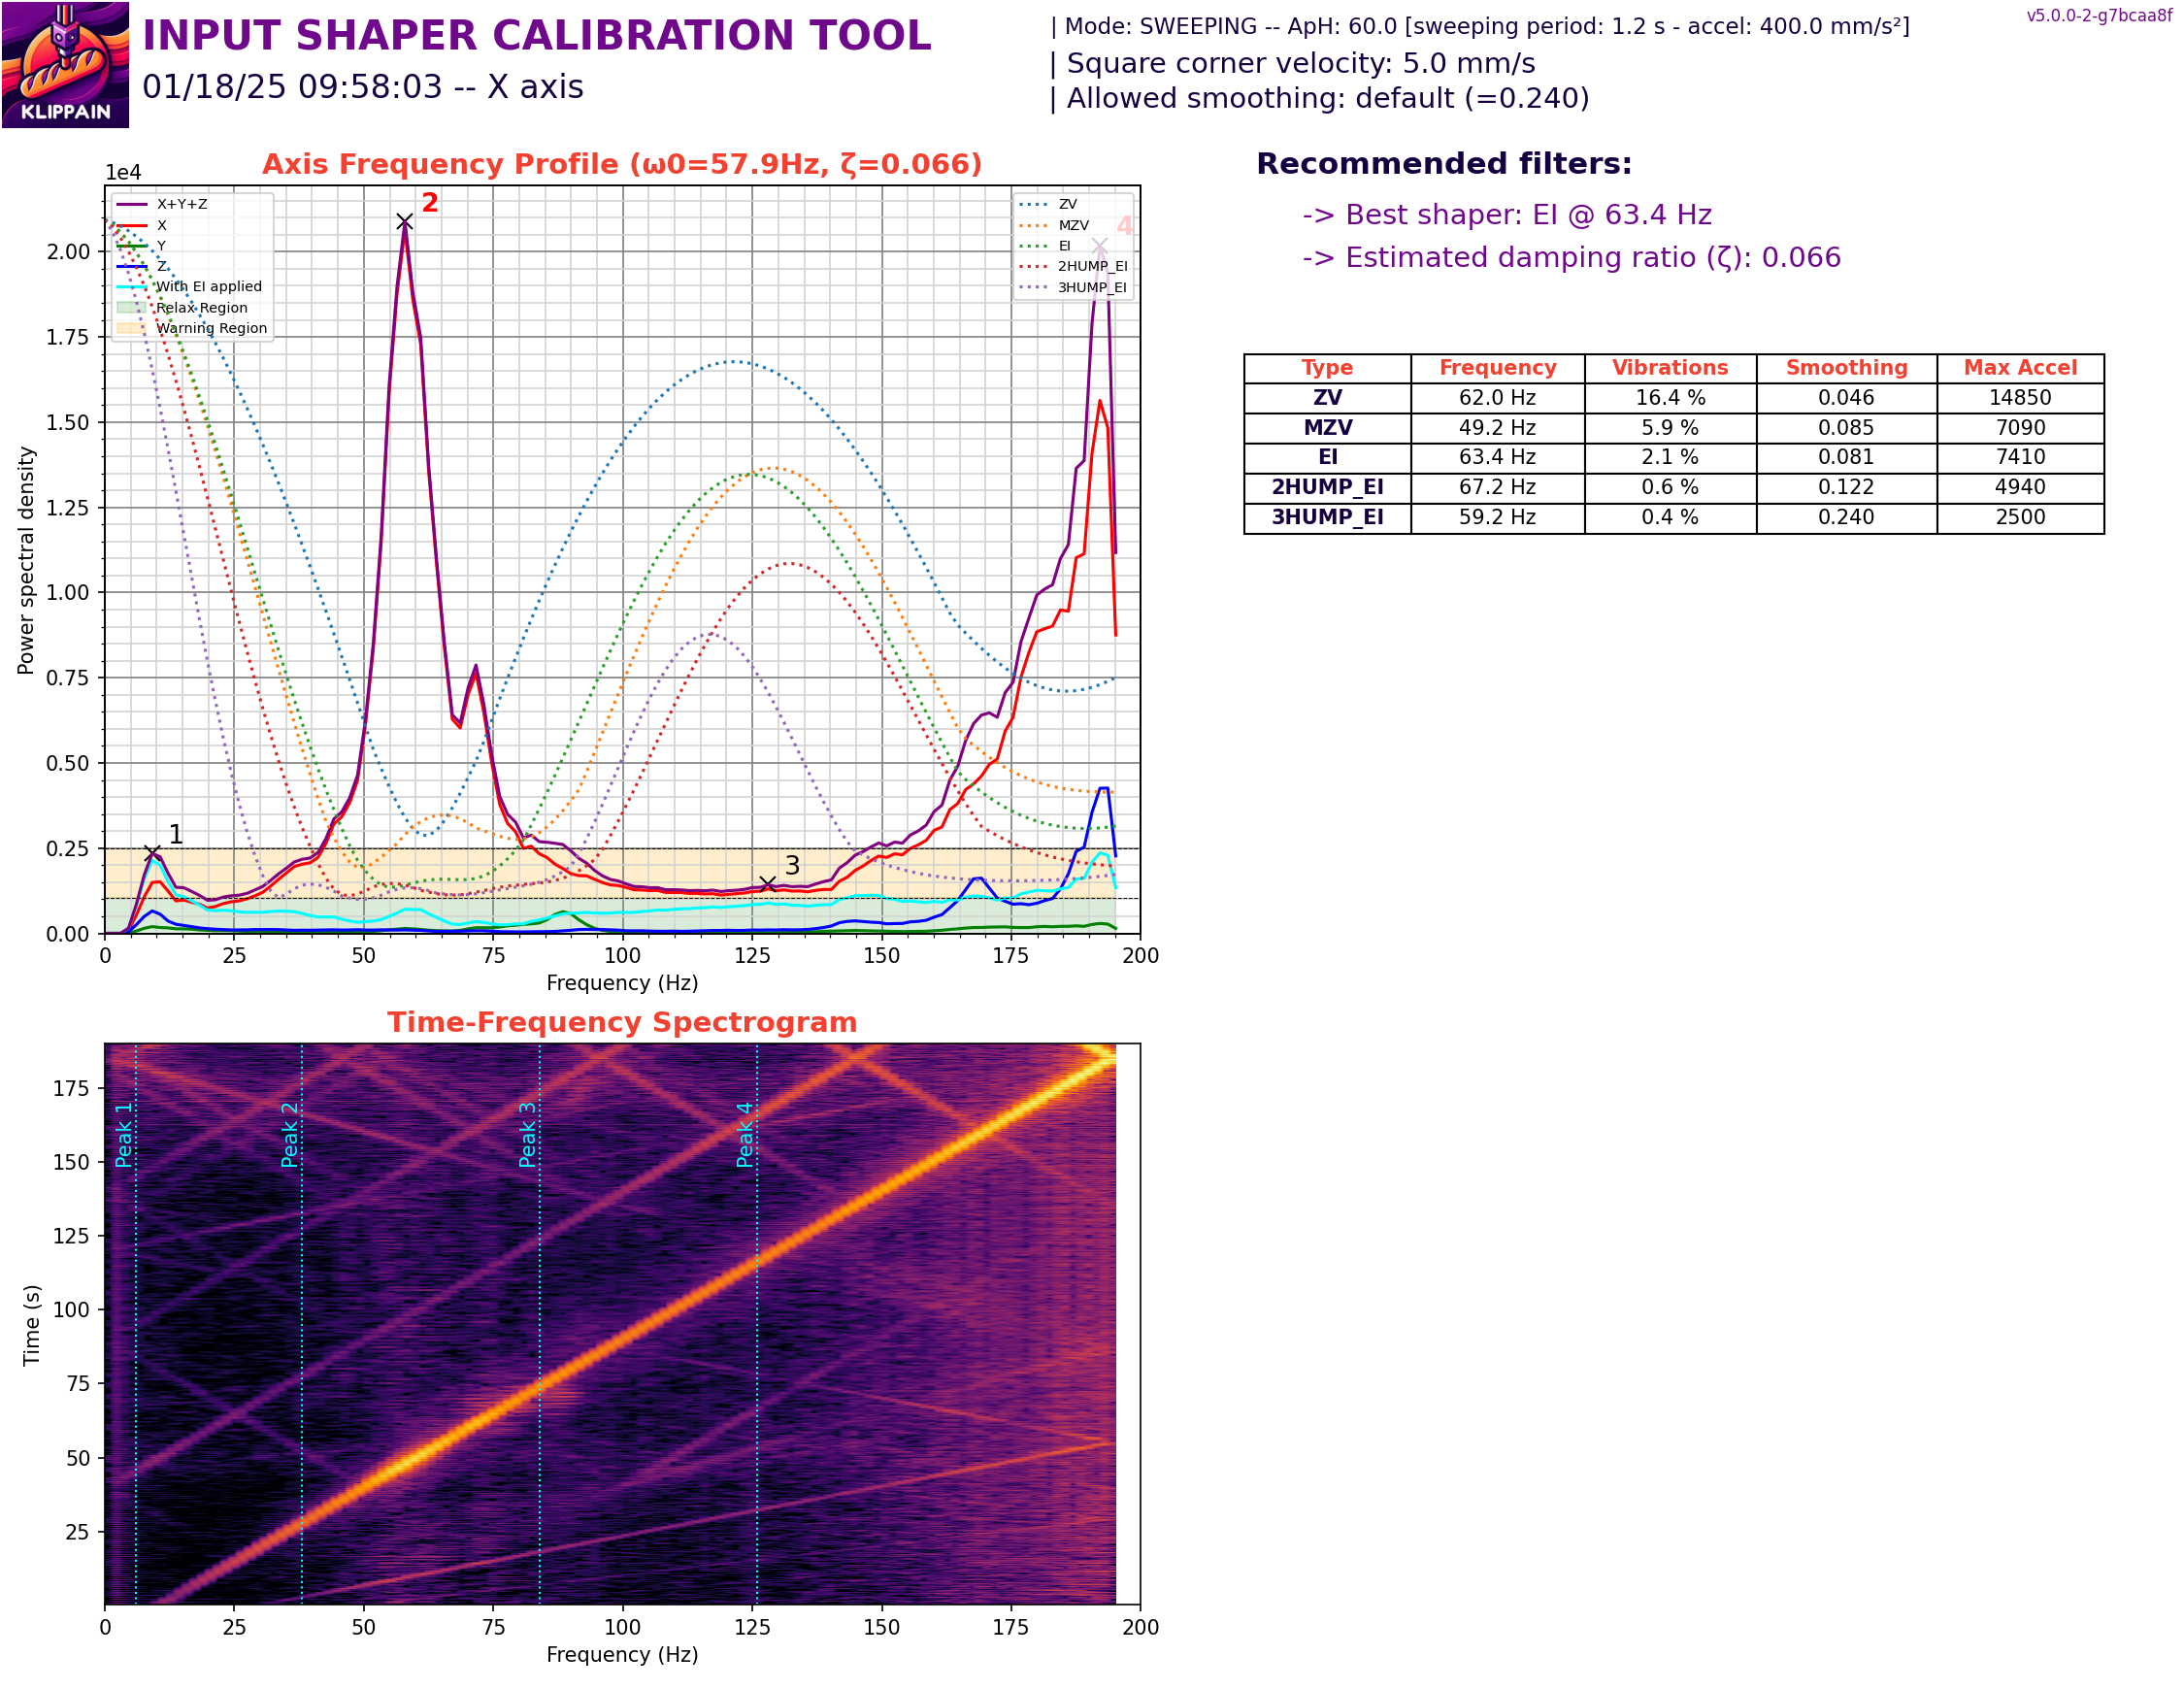 INPUT SHAPER CALIBRATION TOOL
01/18/25 09:58:03 -- X axis
KLIPPAIN
| Mode: SWEEPING -- ApH: 60.0 [sweeping period: 1.2 s - accel: 400.0 mm/s²]
| Square corner velocity: 5.0 mm/s
| Allowed smoothing: default (=0.240)
v5.0.0-2-g7bcaa8f
Axis Frequency Profile (ω0=57.9Hz, ζ=0.066)
1e4
X+Y+Z
X
Y
Z
With EI applied
Relax Region
Warning Region
ZV
MZV
EI
2HUMP_EI
3HUMP_EI
1
2
3
4
Power spectral density
2.00
1.75
1.50
1.25
1.00
0.75
0.50
0.25
0.00
0 25 50 75 100 125 150 175 200
Frequency (Hz)
Recommended filters:
-> Best shaper: EI @ 63.4 Hz
-> Estimated damping ratio (ζ): 0.066
Type Frequency Vibrations Smoothing Max Accel
ZV 62.0 Hz 16.4 % 0.046 14850
MZV 49.2 Hz 5.9 % 0.085 7090
EI 63.4 Hz 2.1 % 0.081 7410
2HUMP_EI 67.2 Hz 0.6 % 0.122 4940
3HUMP_EI 59.2 Hz 0.4 % 0.240 2500
Time-Frequency Spectrogram
Peak 1
Peak 2
Peak 3
Peak 4
Time (s)
175
150
125
100
75
50
25
0 25 50 75 100 125 150 175 200
Frequency (Hz)